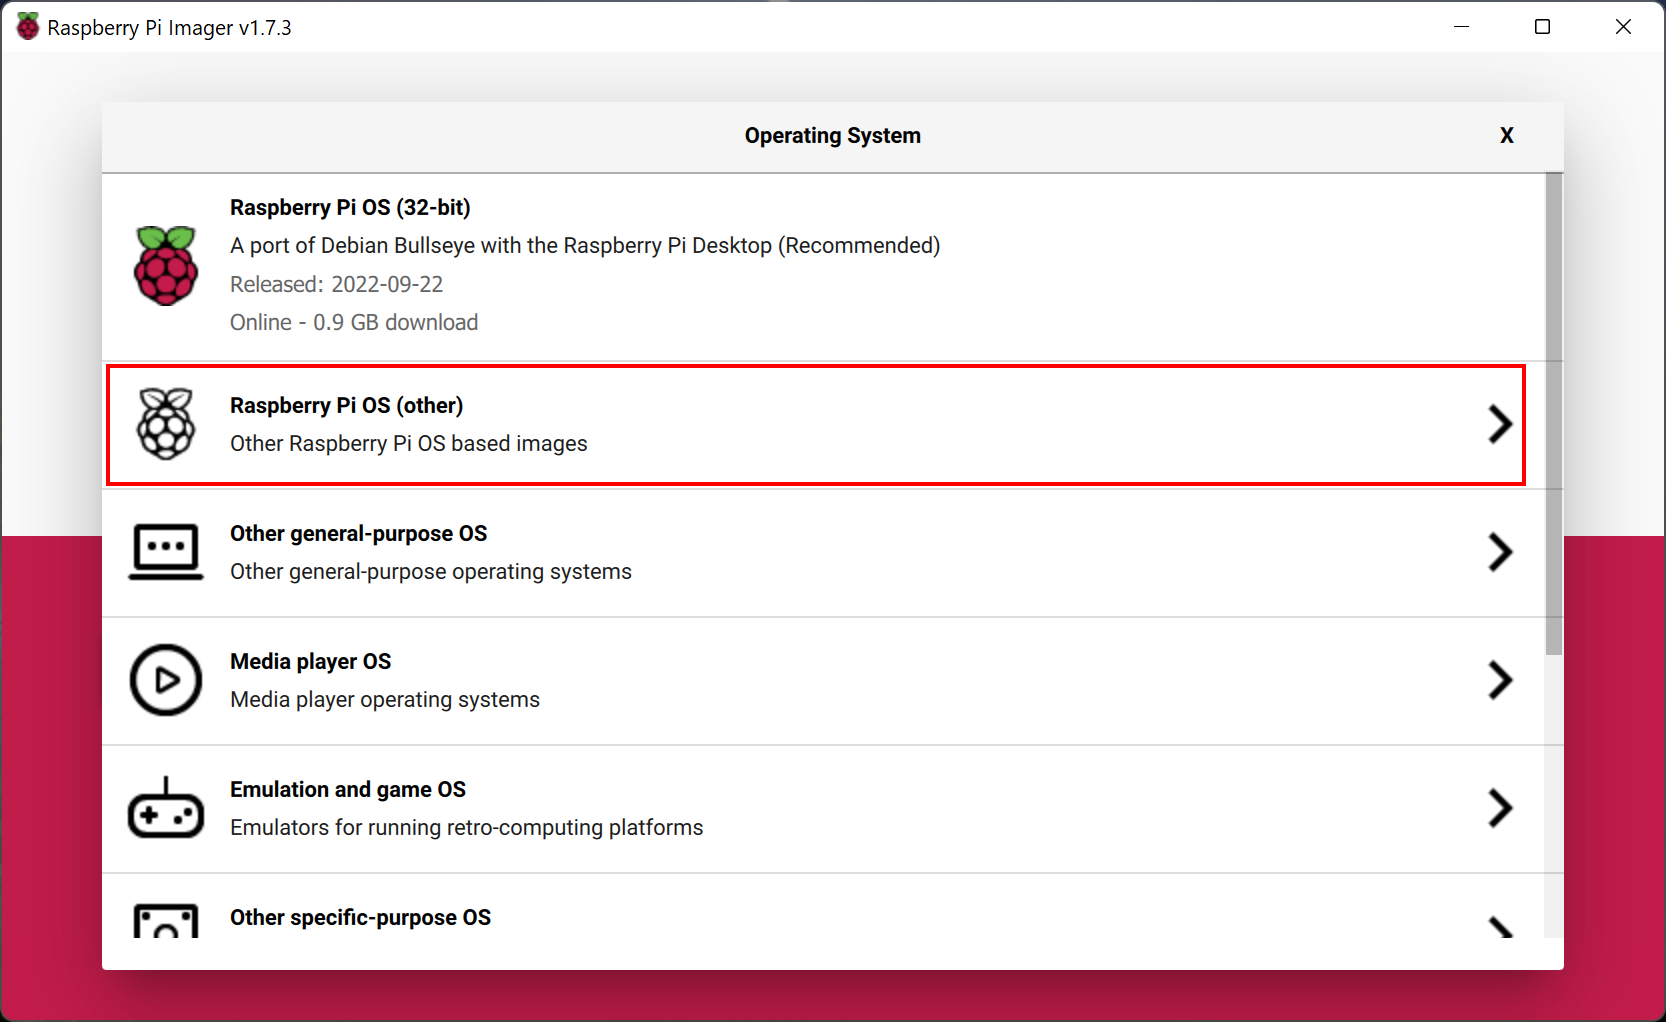 Raspberry Pi Imager v1.7.3
Operating System
X
Raspberry Pi OS (32-bit)
A port of Debian Bullseye with the Raspberry Pi Desktop (Recommended)
Released: 2022-09-22
Online - 0.9 GB download
Raspberry Pi OS (other)
Other Raspberry Pi OS based images
Other general-purpose OS
Other general-purpose operating systems
Media player OS
Media player operating systems
Emulation and game OS
Emulators for running retro-computing platforms
Other specific-purpose OS